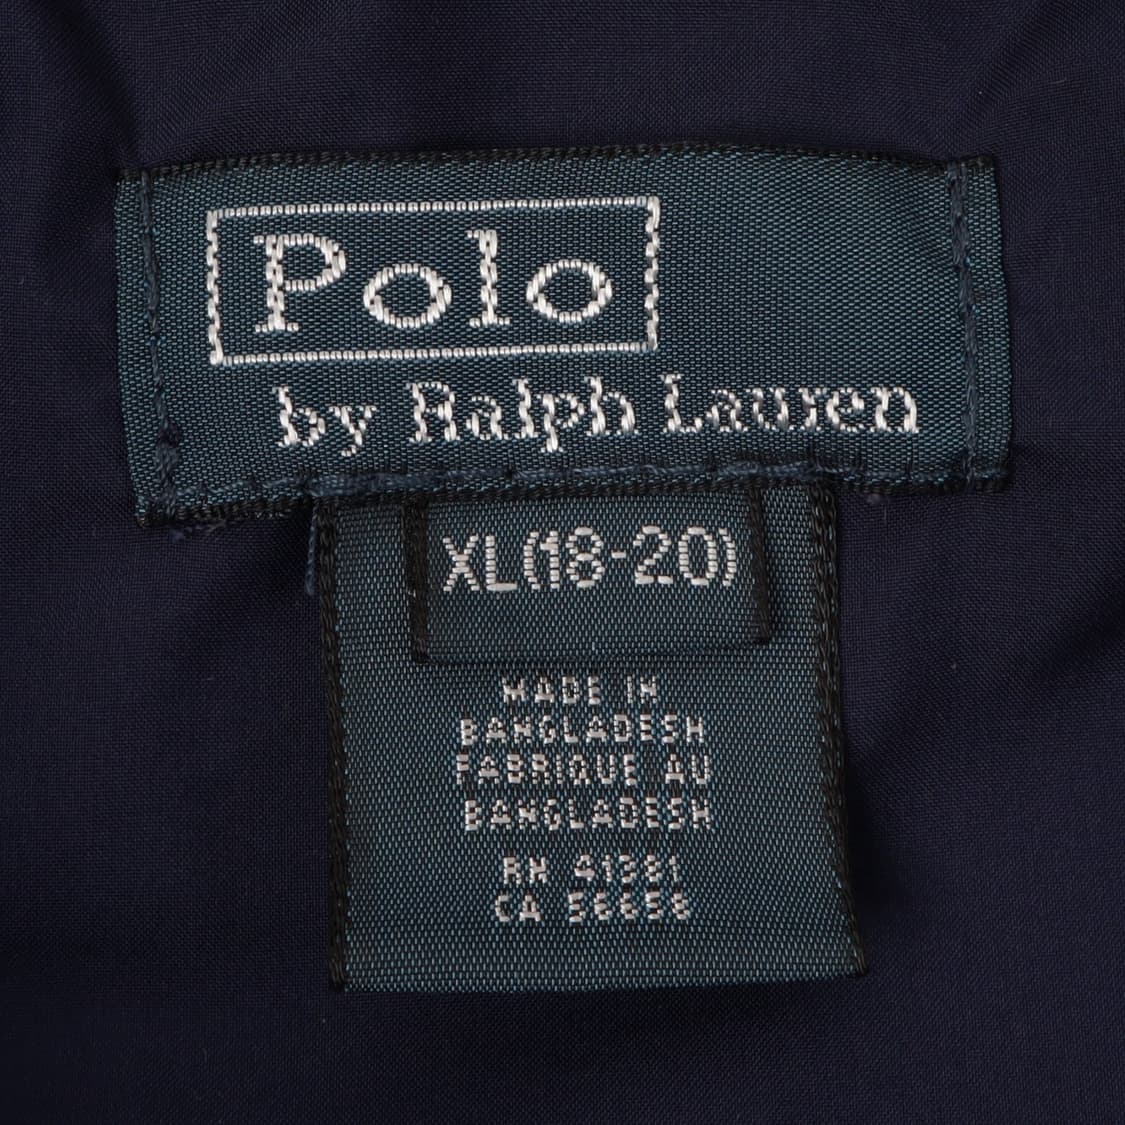 Polo
by Ralph Lauren
XL(18-20)
MADE IN
BANGLADESH
FABRIQUE AU
BANGLADESH
RN 41381
CA 56658